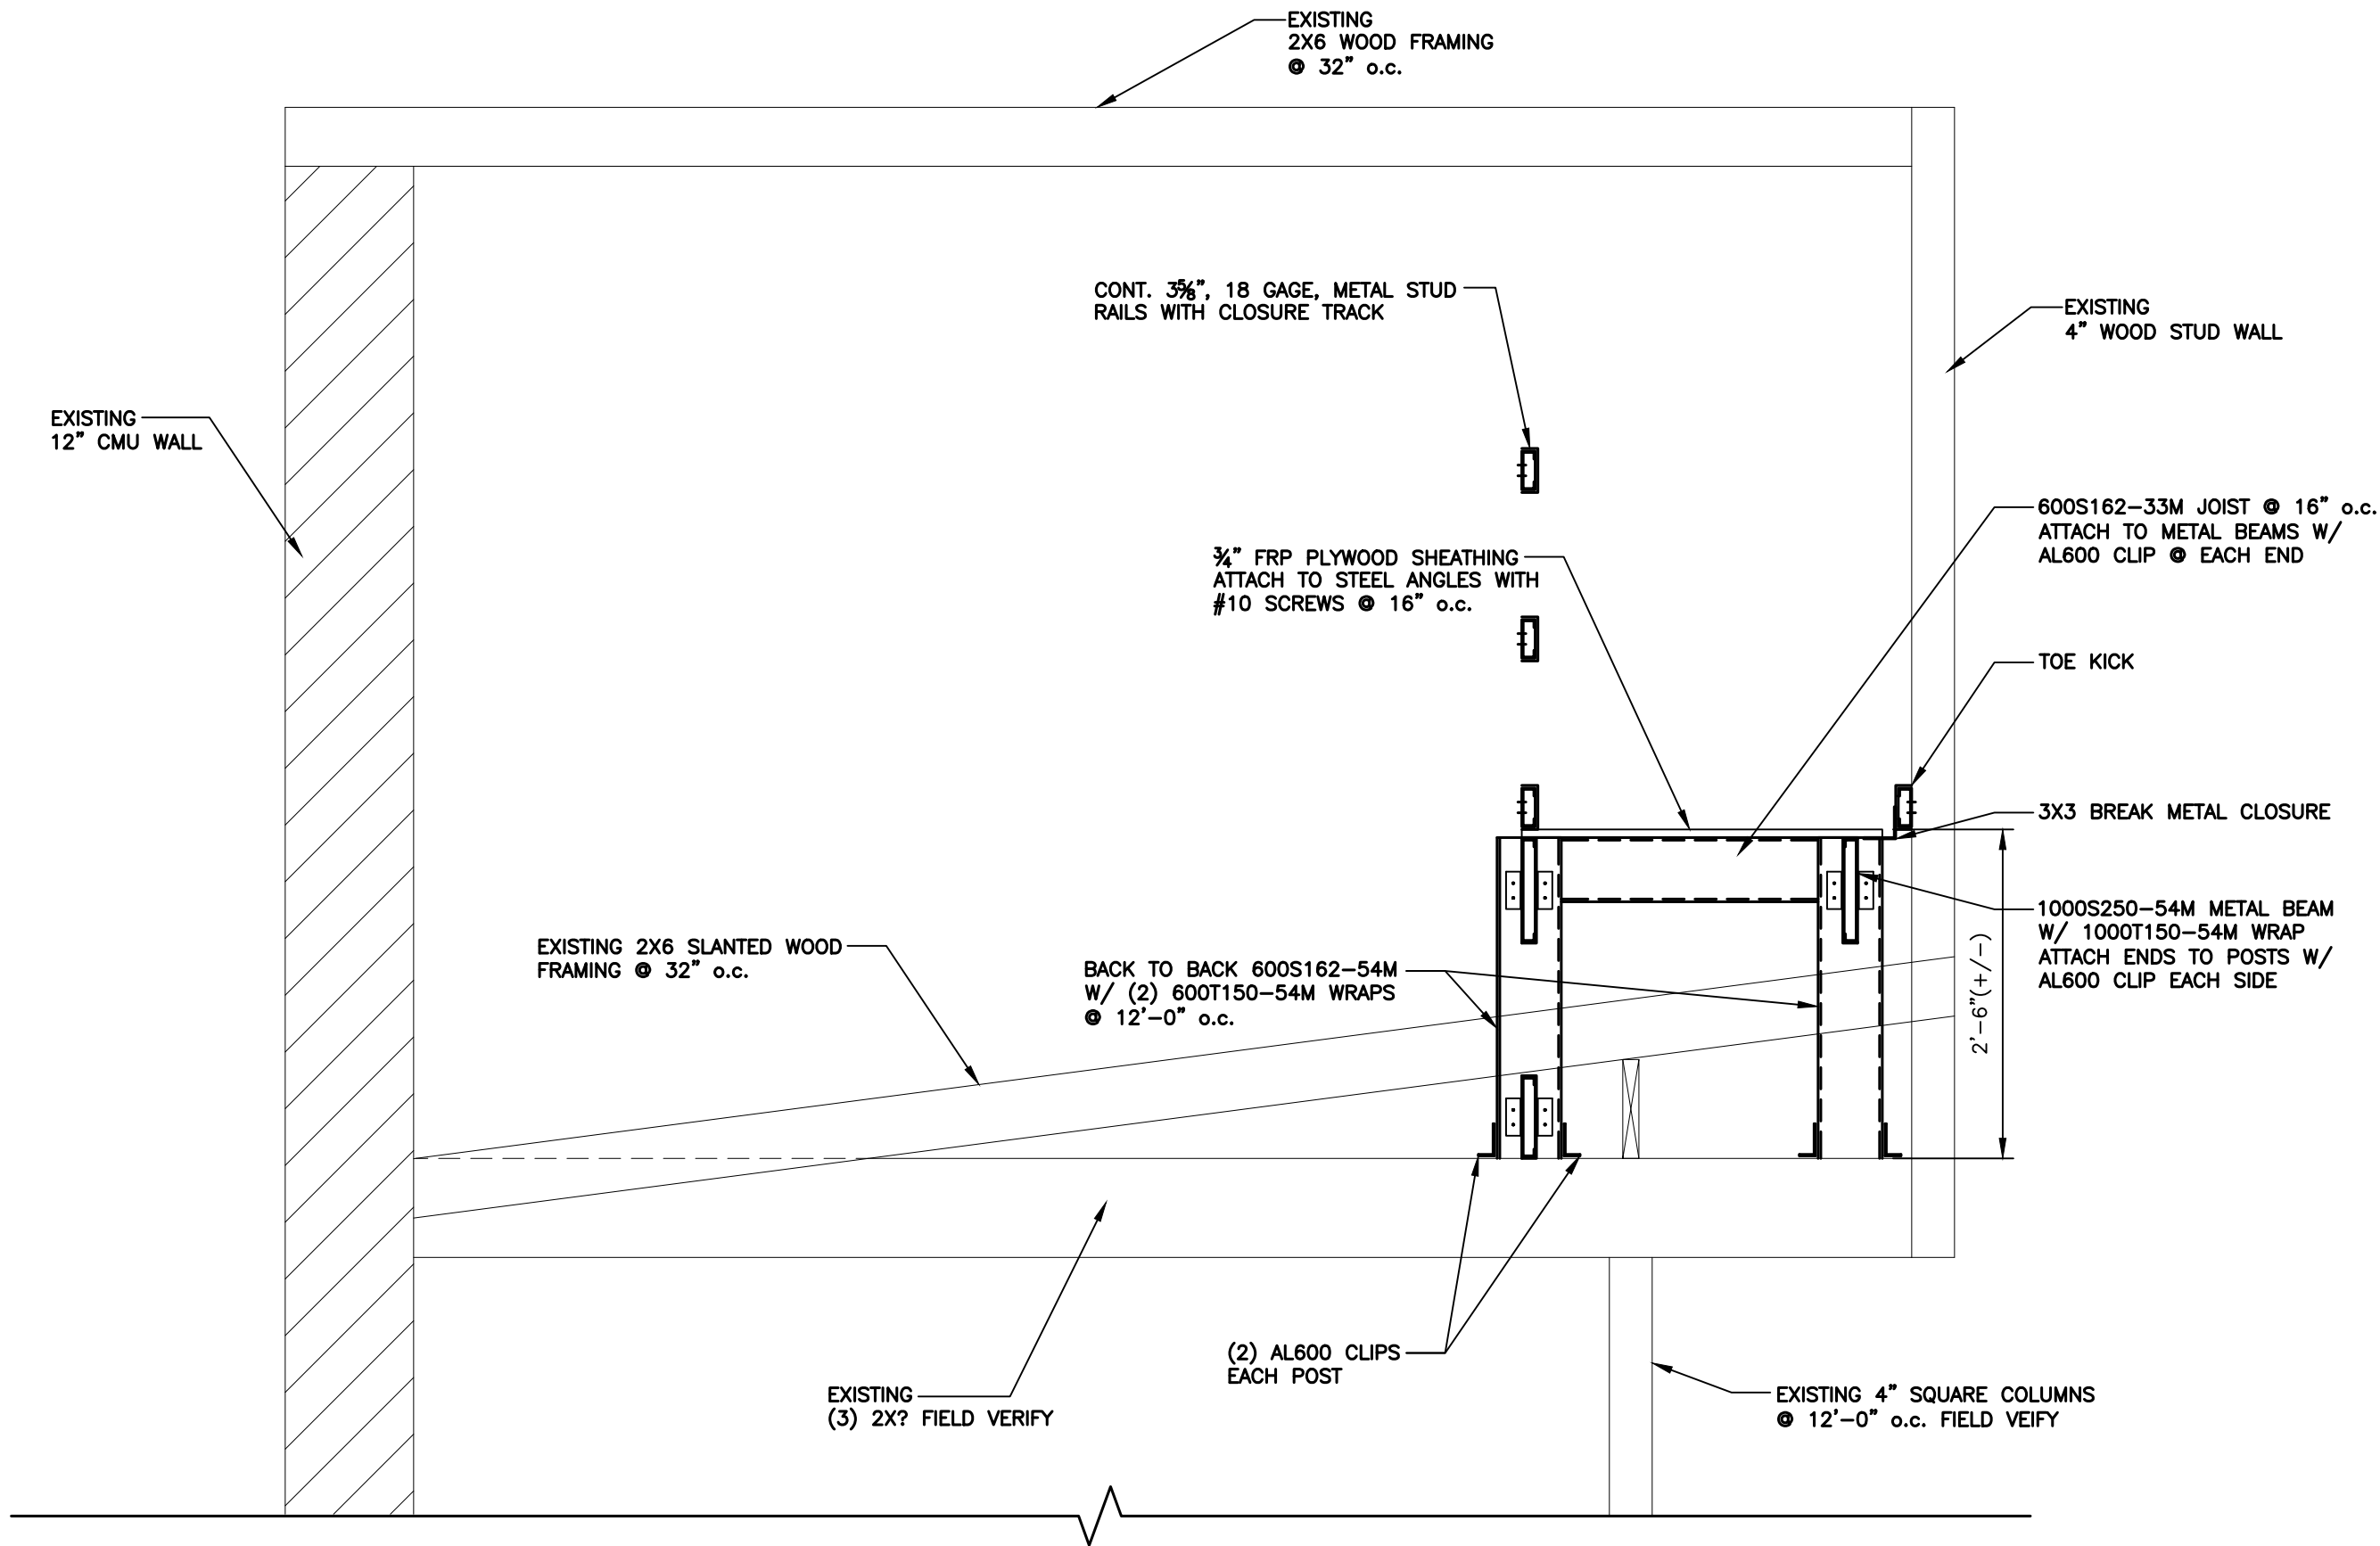 EXISTING
2X6 WOOD FRAMING
@ 32" o.c.
CONT. 3⅝", 18 GAGE, METAL STUD
RAILS WITH CLOSURE TRACK
EXISTING
4" WOOD STUD WALL
EXISTING
12" CMU WALL
¾" FRP PLYWOOD SHEATHING
ATTACH TO STEEL ANGLES WITH
#10 SCREWS @ 16" o.c.
600S162-33M JOIST @ 16" o.c.
ATTACH TO METAL BEAMS W/
AL600 CLIP @ EACH END
TOE KICK
3X3 BREAK METAL CLOSURE
1000S250-54M METAL BEAM
W/ 1000T150-54M WRAP
ATTACH ENDS TO POSTS W/
AL600 CLIP EACH SIDE
2'-6"(+/-)
EXISTING 2X6 SLANTED WOOD
FRAMING @ 32" o.c.
BACK TO BACK 600S162-54M
W/ (2) 600T150-54M WRAPS
@ 12'-0" o.c.
(2) AL600 CLIPS
EACH POST
EXISTING
(3) 2X? FIELD VERIFY
EXISTING 4" SQUARE COLUMNS
@ 12'-0" o.c. FIELD VEIFY